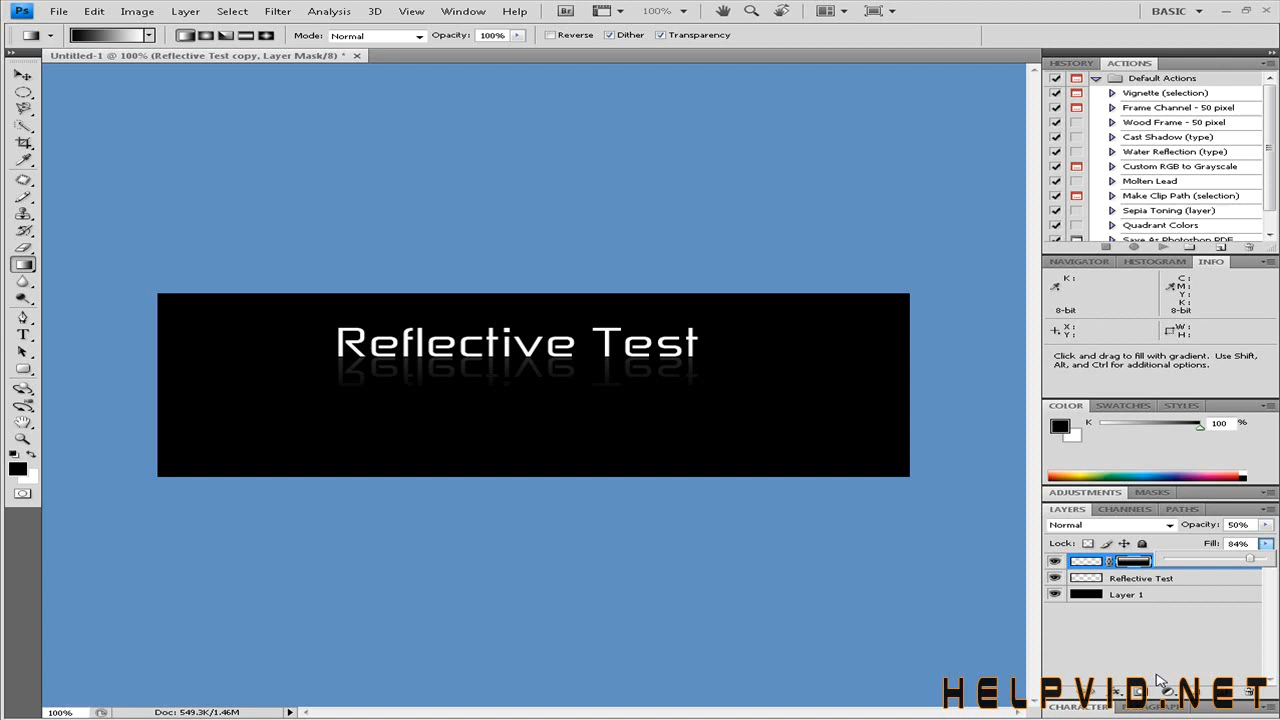 Ps File Edit Image Layer Select Filter Analysis 3D View Window Help Br 100% BASIC
Mode: Normal Opacity: 100% Reverse Dither Transparency
Untitled-1 @ 100% (Reflective Test copy, Layer Mask/8) *
HISTORY ACTIONS
Default Actions
Vignette (selection)
Frame Channel - 50 pixel
Wood Frame - 50 pixel
Cast Shadow (type)
Water Reflection (type)
Custom RGB to Grayscale
Molten Lead
Make Clip Path (selection)
Sepia Toning (layer)
Quadrant Colors
Save As Photoshop PDF
NAVIGATOR HISTOGRAM INFO
K: C:
M:
Y:
K:
8-bit 8-bit
X: W:
Y: H:
Click and drag to fill with gradient. Use Shift,
Alt, and Ctrl for additional options.
COLOR SWATCHES STYLES
K 100 %
ADJUSTMENTS MASKS
LAYERS CHANNELS PATHS
Normal Opacity: 50%
Lock: Fill: 84%
Reflective Test
Layer 1
Reflective Test
HELPVID.NET
CHARACTER
100% Doc: 549.3K/1.46M